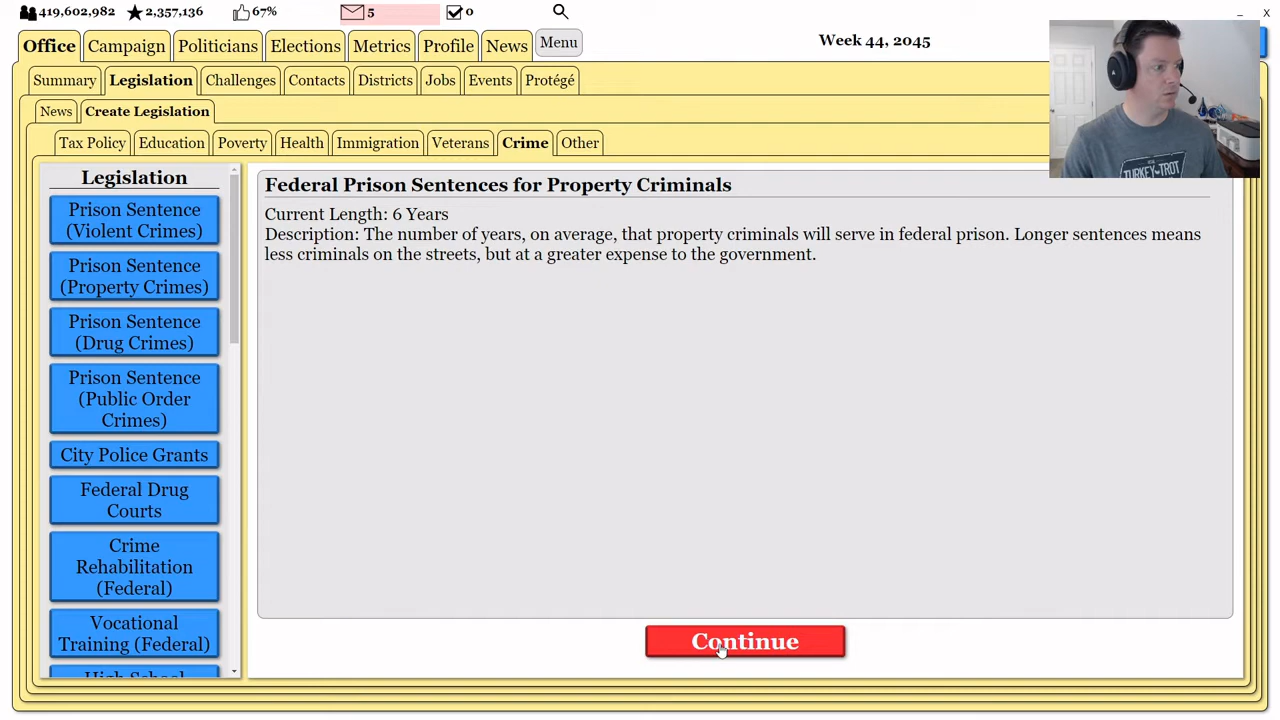 419,602,982 2,357,136 67% 5 0
Office Campaign Politicians Elections Metrics Profile News Menu
Week 44, 2045
Summary Legislation Challenges Contacts Districts Jobs Events Protégé
News Create Legislation
Tax Policy Education Poverty Health Immigration Veterans Crime Other
Legislation
Prison Sentence
(Violent Crimes)
Prison Sentence
(Property Crimes)
Prison Sentence
(Drug Crimes)
Prison Sentence
(Public Order
Crimes)
City Police Grants
Federal Drug
Courts
Crime
Rehabilitation
(Federal)
Vocational
Training (Federal)
High School
Federal Prison Sentences for Property Criminals
Current Length: 6 Years
Description: The number of years, on average, that property criminals will serve in federal prison. Longer sentences means
less criminals on the streets, but at a greater expense to the government.
Continue
TURKEY TROT
X